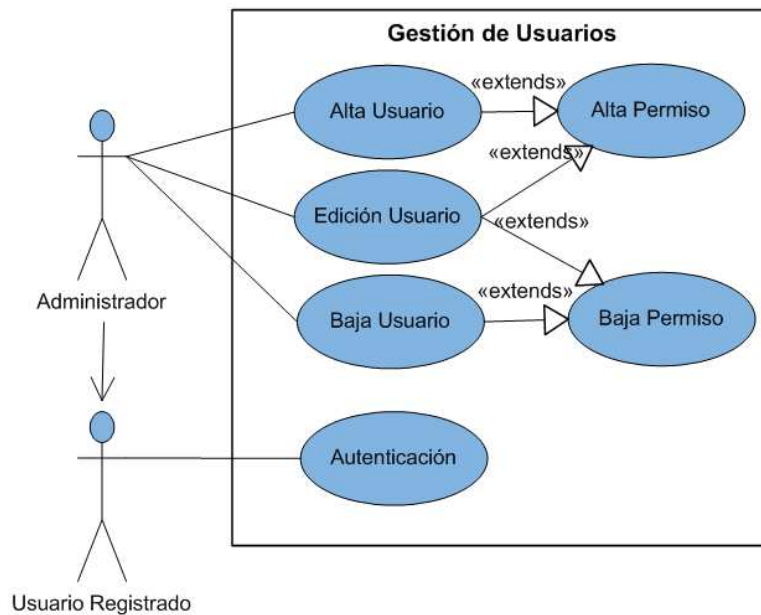 Gestión de Usuarios
«extends»
Alta Usuario
Alta Permiso
«extends»
Edición Usuario
«extends»
Administrador
«extends»
Baja Usuario
Baja Permiso
Autenticación
Usuario Registrado